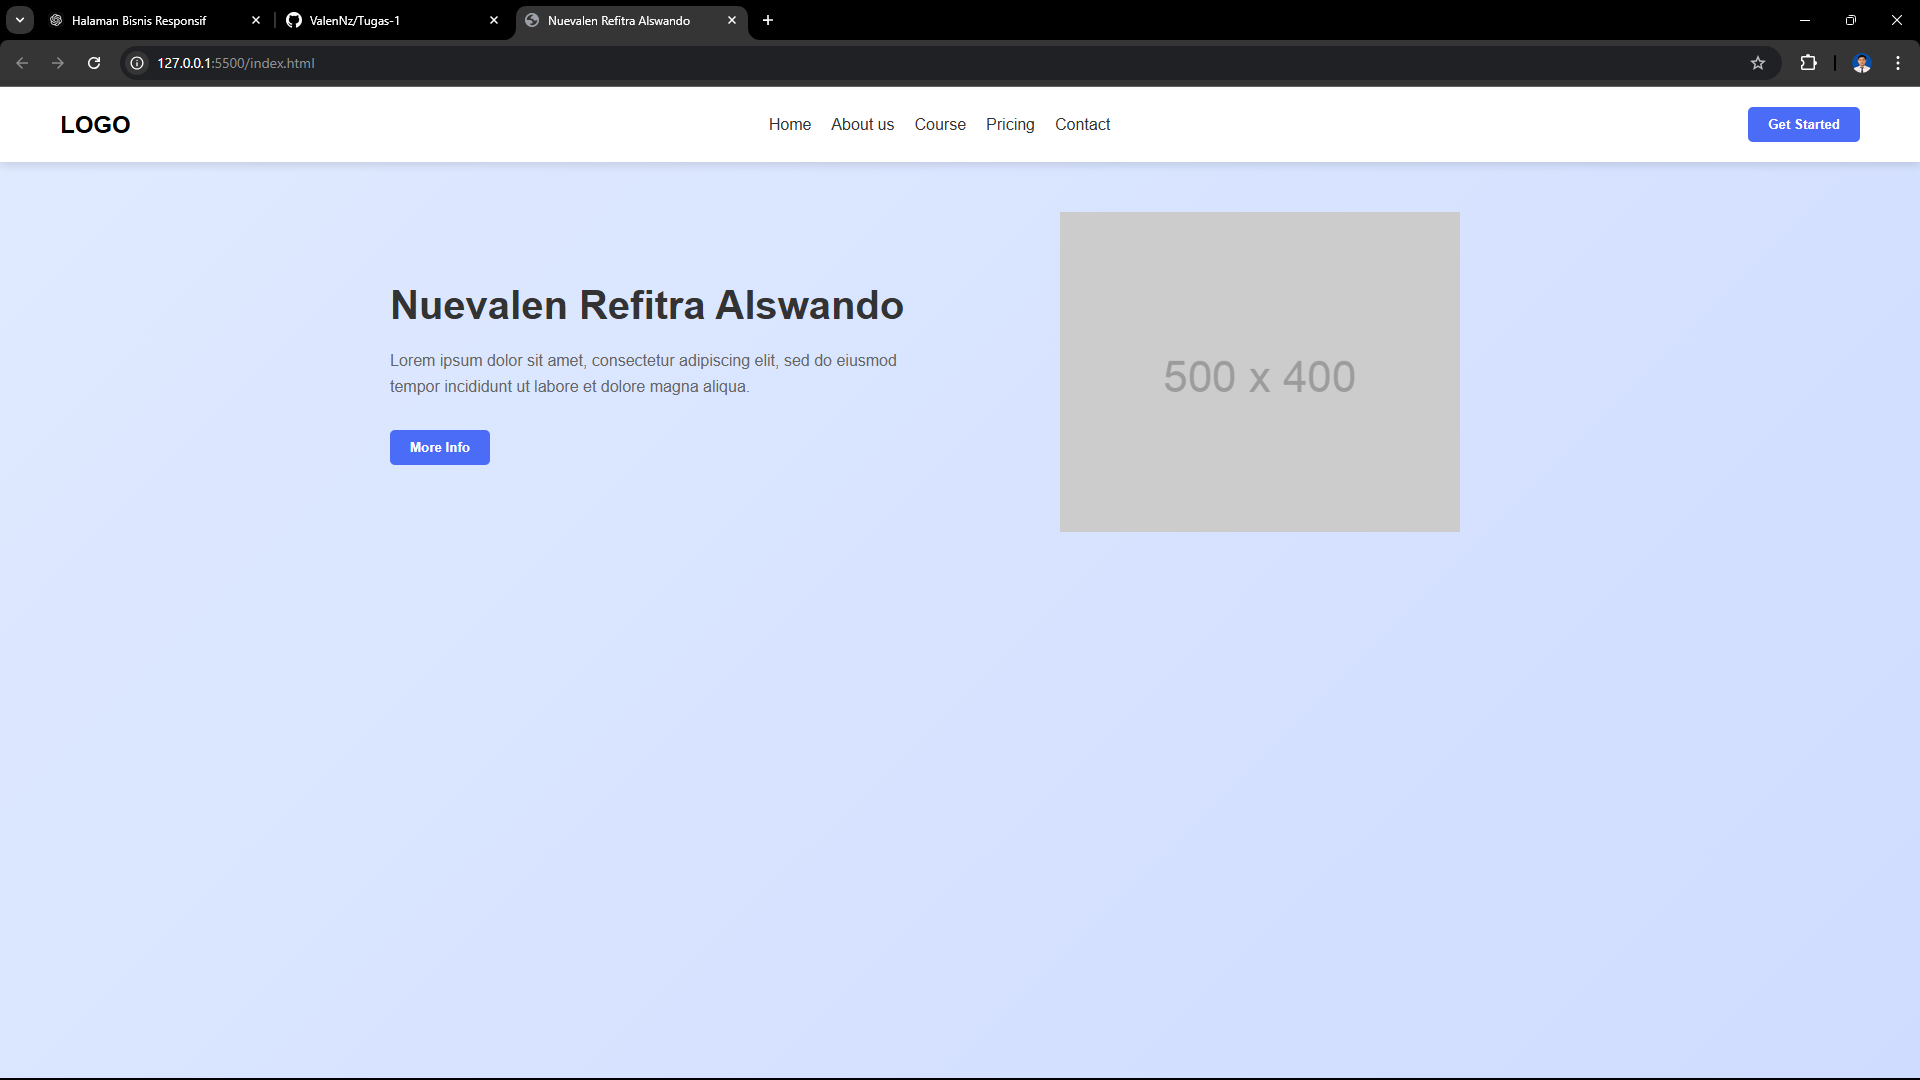 Halaman Bisnis Responsif
ValenNz/Tugas-1
Nuevalen Refitra Alswando
127.0.0.1:5500/index.html
LOGO
Home
About us
Course
Pricing
Contact
Get Started
Nuevalen Refitra Alswando
Lorem ipsum dolor sit amet, consectetur adipiscing elit, sed do eiusmod
tempor incididunt ut labore et dolore magna aliqua.
More Info
500 x 400